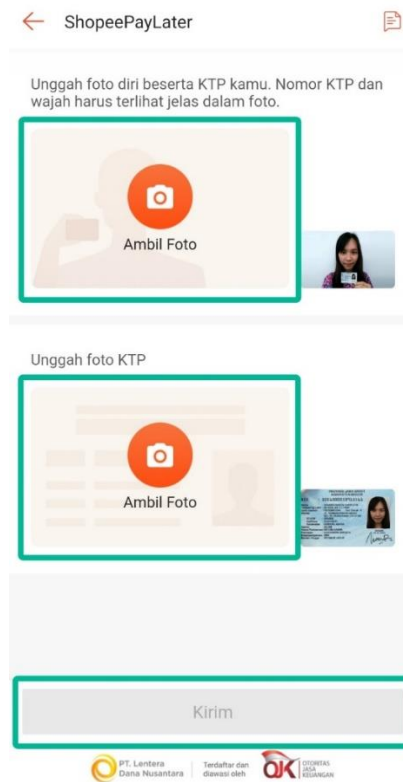 ShopeePayLater
Unggah foto diri beserta KTP kamu. Nomor KTP dan
wajah harus terlihat jelas dalam foto.
Ambil Foto
Unggah foto KTP
Ambil Foto
Kirim
PT. Lentera
Dana Nusantara
Terdaftar dan
diawasi oleh
OJK
OTORITAS
JASA
KEUANGAN